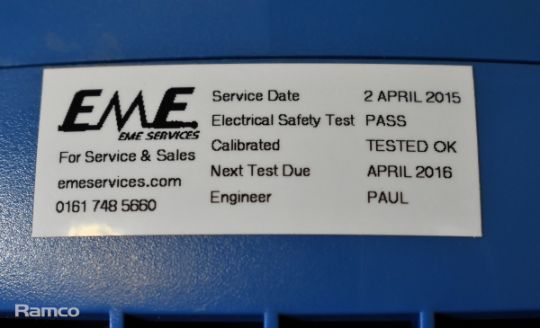 EME
EME SERVICES
For Service & Sales
emeservices.com
0161 748 5660
Service Date 2 APRIL 2015
Electrical Safety Test PASS
Calibrated TESTED OK
Next Test Due APRIL 2016
Engineer PAUL
Ramco